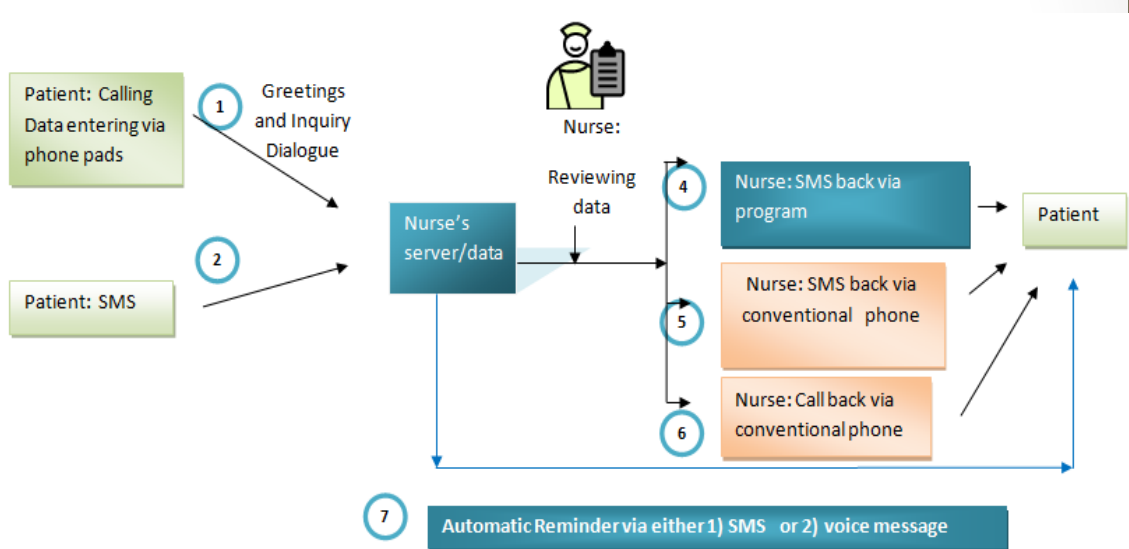 Patient: Calling
Data entering via
phone pads
1
Greetings
and Inquiry
Dialogue
Nurse:
2
Patient: SMS
Nurse's
server/data
Reviewing
data
4
Nurse: SMS back via
program
Patient
5
Nurse: SMS back via
conventional phone
6
Nurse: Call back via
conventional phone
7
Automatic Reminder via either 1) SMS or 2) voice message